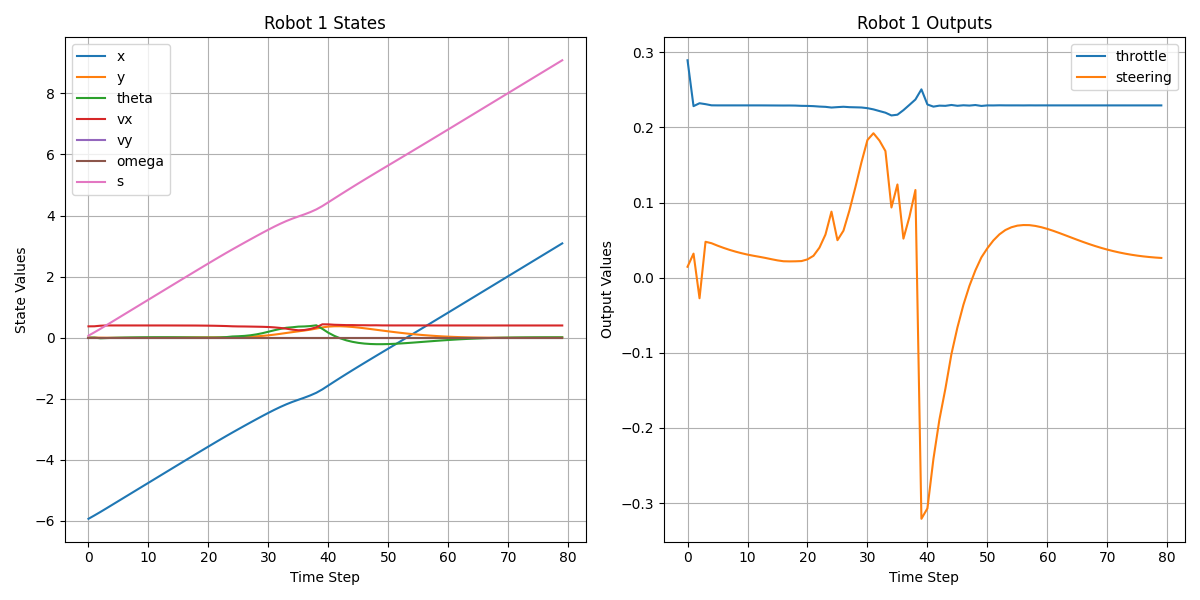 Robot 1 States
x
y
theta
vx
vy
omega
s
8
6
4
2
0
−2
−4
−6
State Values
0 10 20 30 40 50 60 70 80
Time Step
Robot 1 Outputs
throttle
steering
0.3
0.2
0.1
0.0
−0.1
−0.2
−0.3
Output Values
0 10 20 30 40 50 60 70 80
Time Step